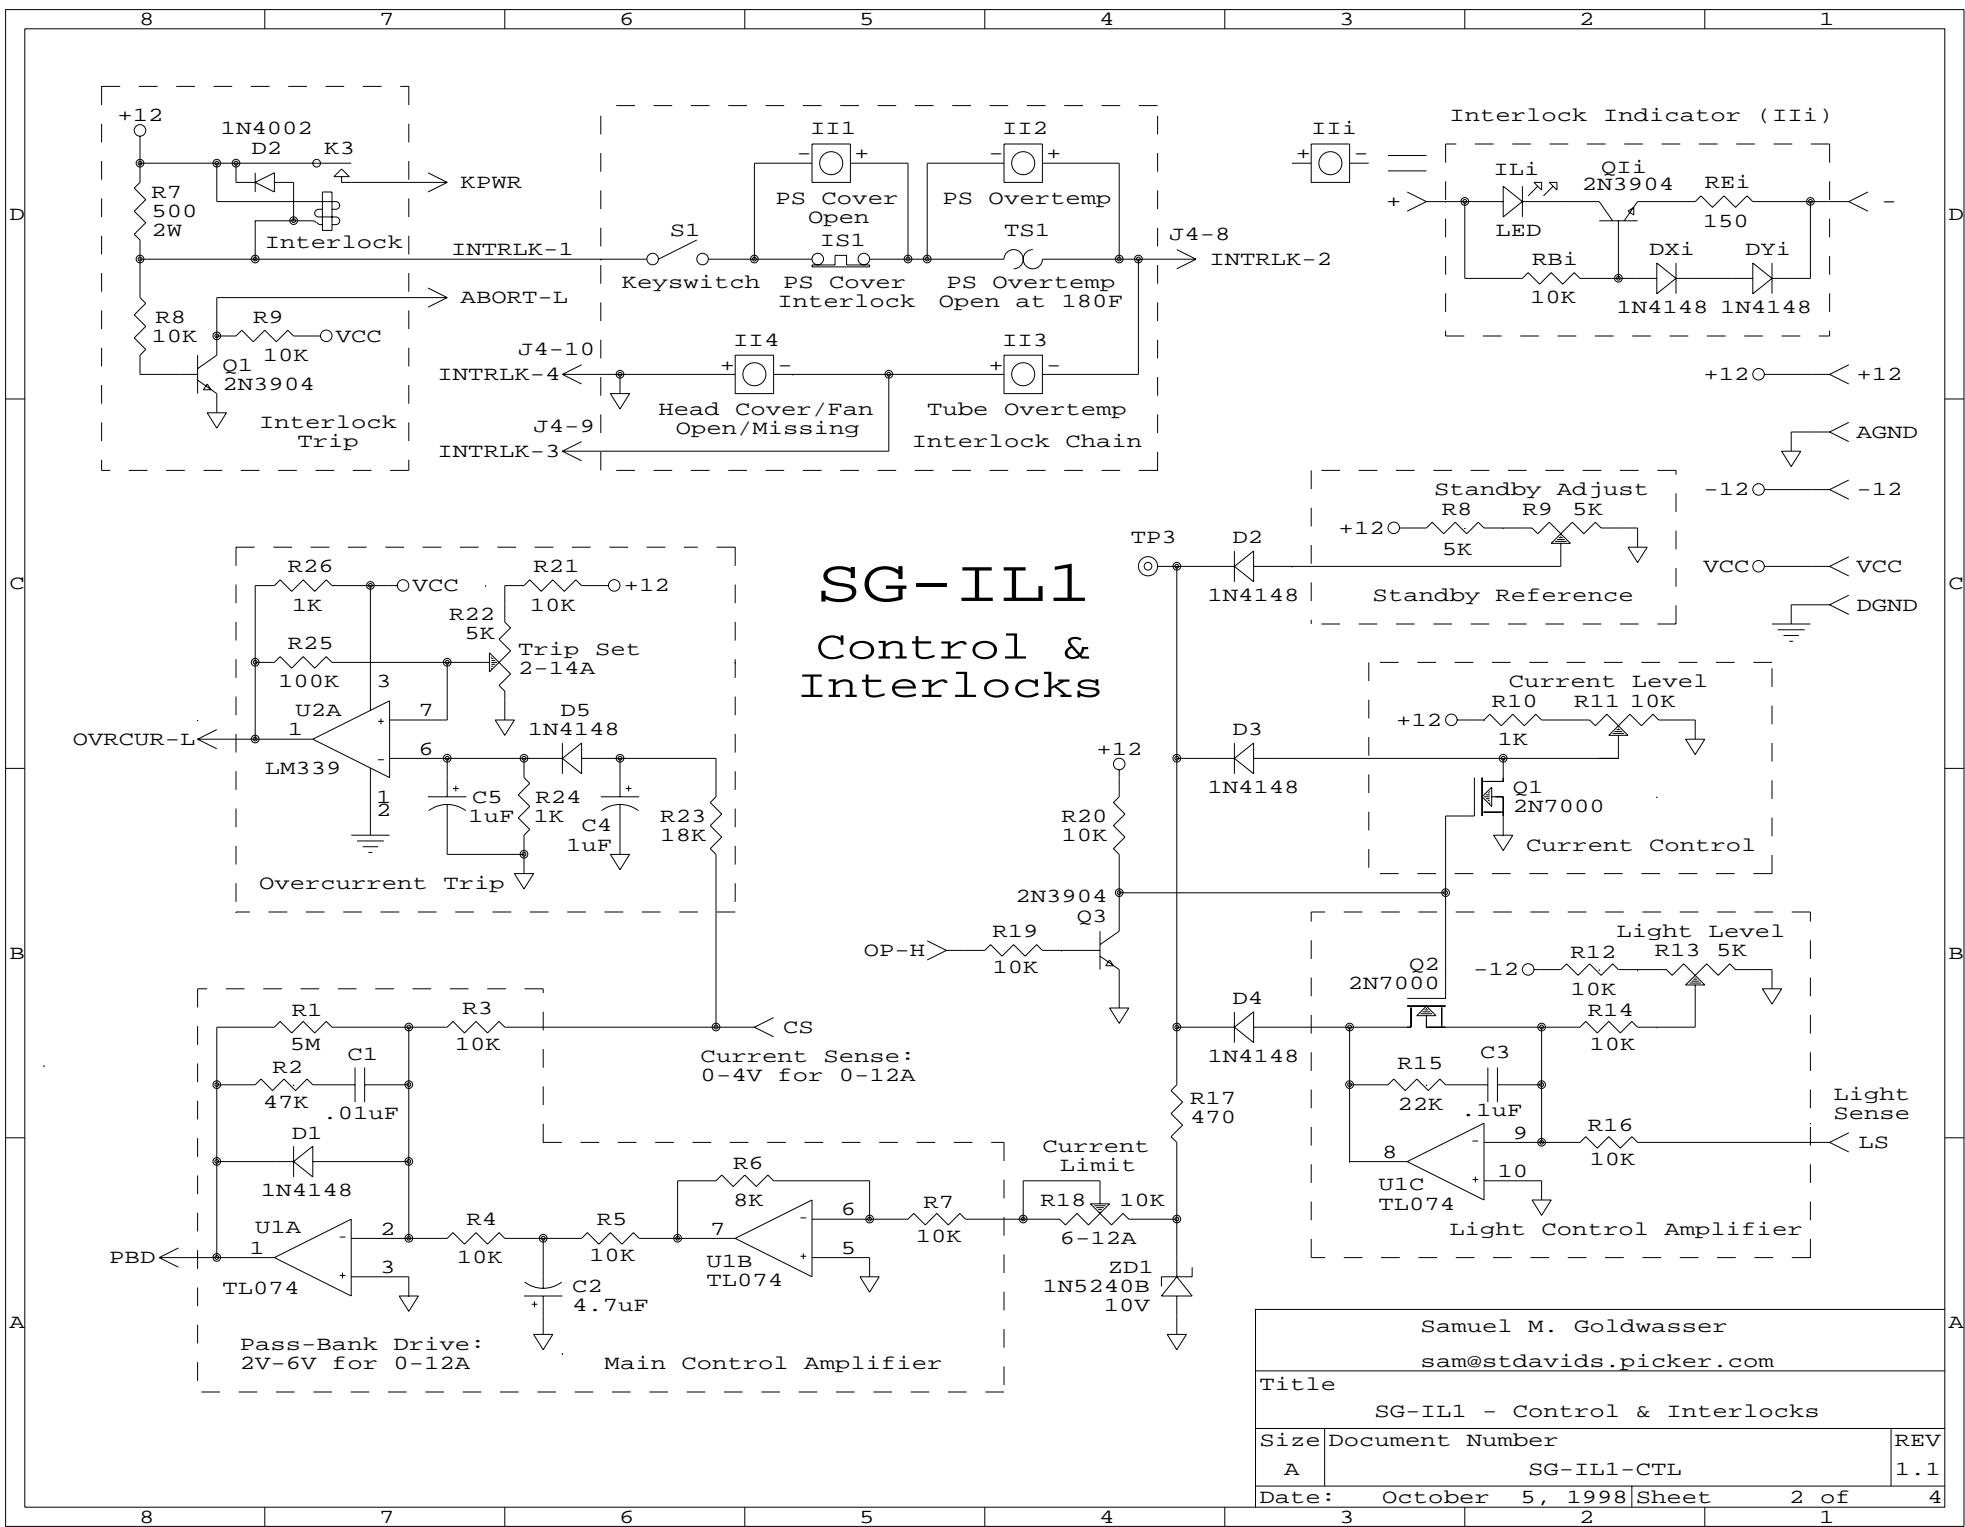 8 7 6 5 4 3 2 1
D
C
B
A
+12
1N4002
D2
K3
KPWR
R7
500
2W
Interlock
INTRLK-1
ABORT-L
R8
10K
R9
10K
VCC
Q1
2N3904
Interlock
Trip
II1
- +
PS Cover
Open
II2
- +
PS Overtemp
S1
Keyswitch
IS1
PS Cover
Interlock
TS1
PS Overtemp
Open at 180F
J4-8
INTRLK-2
J4-10
INTRLK-4
II4
+ -
Head Cover/Fan
Open/Missing
II3
+ -
Tube Overtemp
J4-9
INTRLK-3
Interlock Chain
IIi
+ -
Interlock Indicator (IIi)
+
ILi
LED
QIi
2N3904
REi
150
-
RBi
10K
DXi
1N4148
DYi
1N4148
+12 +12
AGND
-12 -12
VCC VCC
DGND
Standby Adjust
+12
R8
5K
R9 5K
Standby Reference
TP3
D2
1N4148
SG-IL1
Control &
Interlocks
R26
1K
VCC
R21
10K
+12
R22
5K
R25
100K
Trip Set
2-14A
3
U2A
1
7
+
6
-
LM339
1
2
OVRCUR-L
D5
1N4148
+
C5
1uF
R24
1K
+
C4
1uF
R23
18K
Overcurrent Trip
Current Level
+12
R10
1K
R11 10K
D3
1N4148
Q1
2N7000
Current Control
+12
R20
10K
2N3904
Q3
OP-H
R19
10K
Light Level
Q2
2N7000
-12
R12
10K
R13 5K
R14
10K
D4
1N4148
R15
22K
C3
.1uF
Light
Sense
LS
R16
10K
9
-
8
10
+
U1C
TL074
Light Control Amplifier
R17
470
R1
5M
R3
10K
CS
Current Sense:
0-4V for 0-12A
R2
47K
C1
.01uF
D1
1N4148
U1A
1
2
-
3
+
TL074
PBD
R4
10K
R5
10K
C2
4.7uF
+
R6
8K
7
6
-
5
+
U1B
TL074
R7
10K
Current
Limit
R18 10K
6-12A
ZD1
1N5240B
10V
Pass-Bank Drive:
2V-6V for 0-12A
Main Control Amplifier
Samuel M. Goldwasser
sam@stdavids.picker.com
Title
SG-IL1 - Control & Interlocks
Size Document Number REV
A SG-IL1-CTL 1.1
Date: October 5, 1998 Sheet 2 of 4
D
C
B
A
8 7 6 5 4 3 2 1